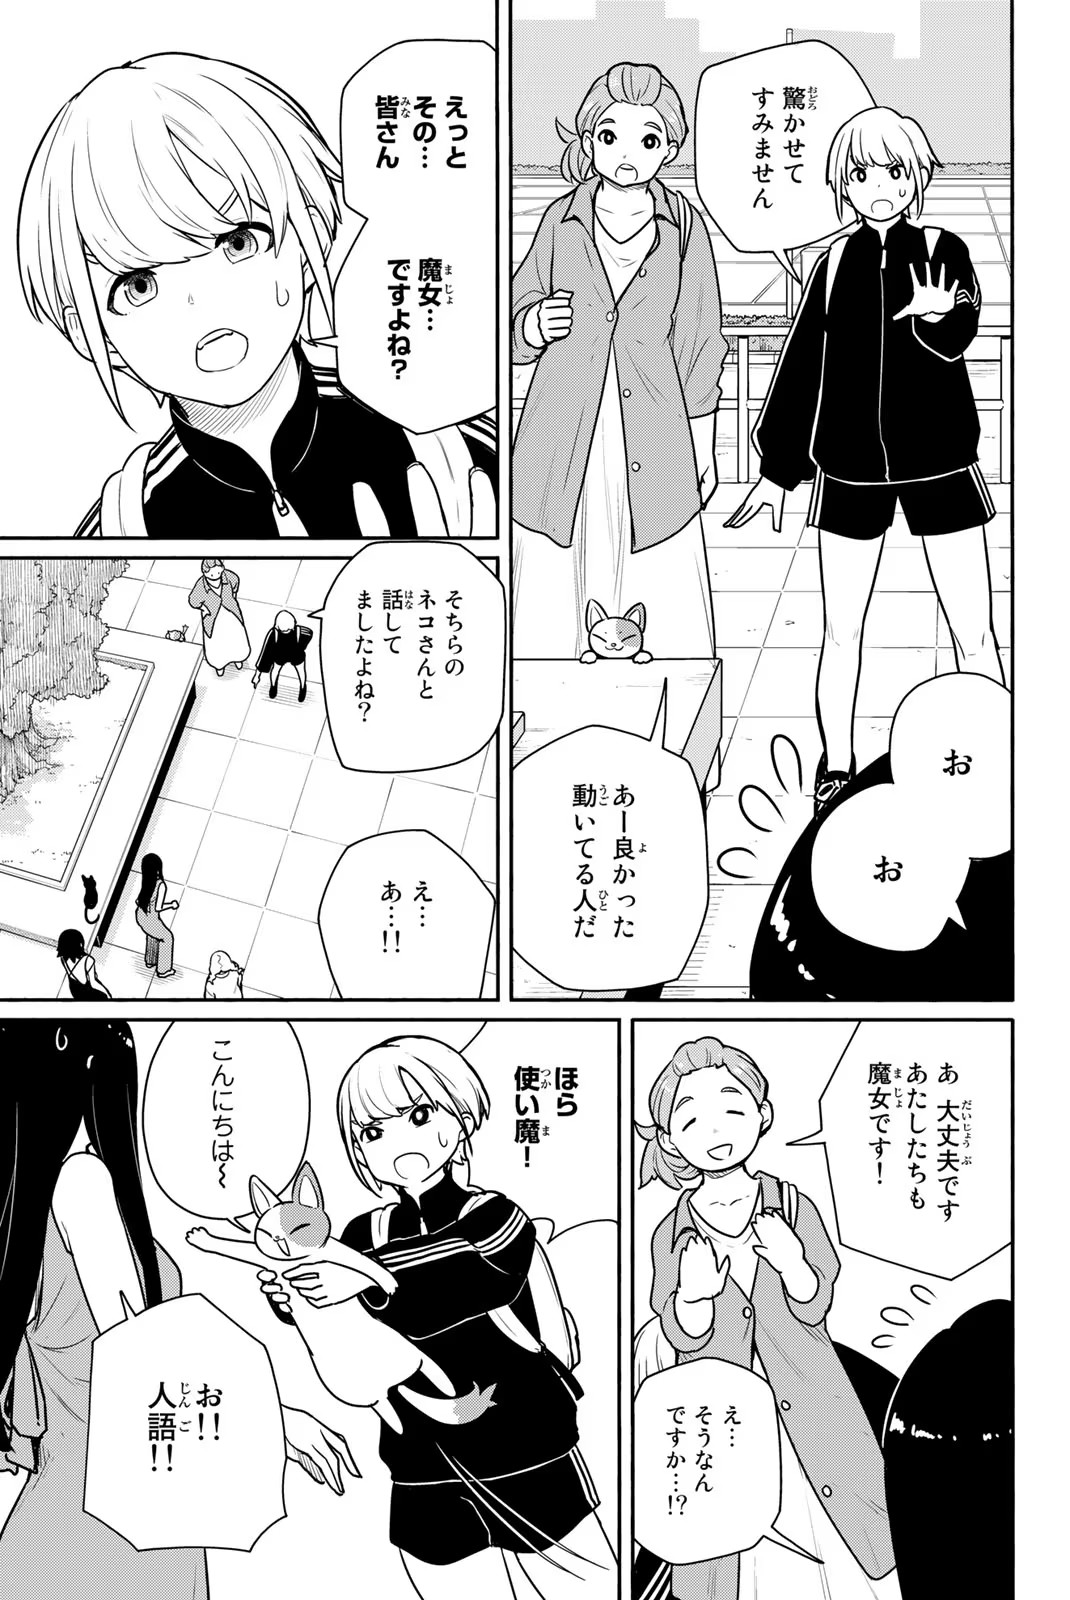 驚かせて
すみません
お
お
あー良かった
動いてる人だ
えっと
その…
皆さん
魔女…
ですよね?
そちらの
ネコさんと
話して
ましたよね?
え…
あ…!!
あ 大丈夫です
あたしたちも
魔女です!
え…
そうなん
ですか…!?
ほら
使い魔!
こんにちは〜
お!!
人語!!